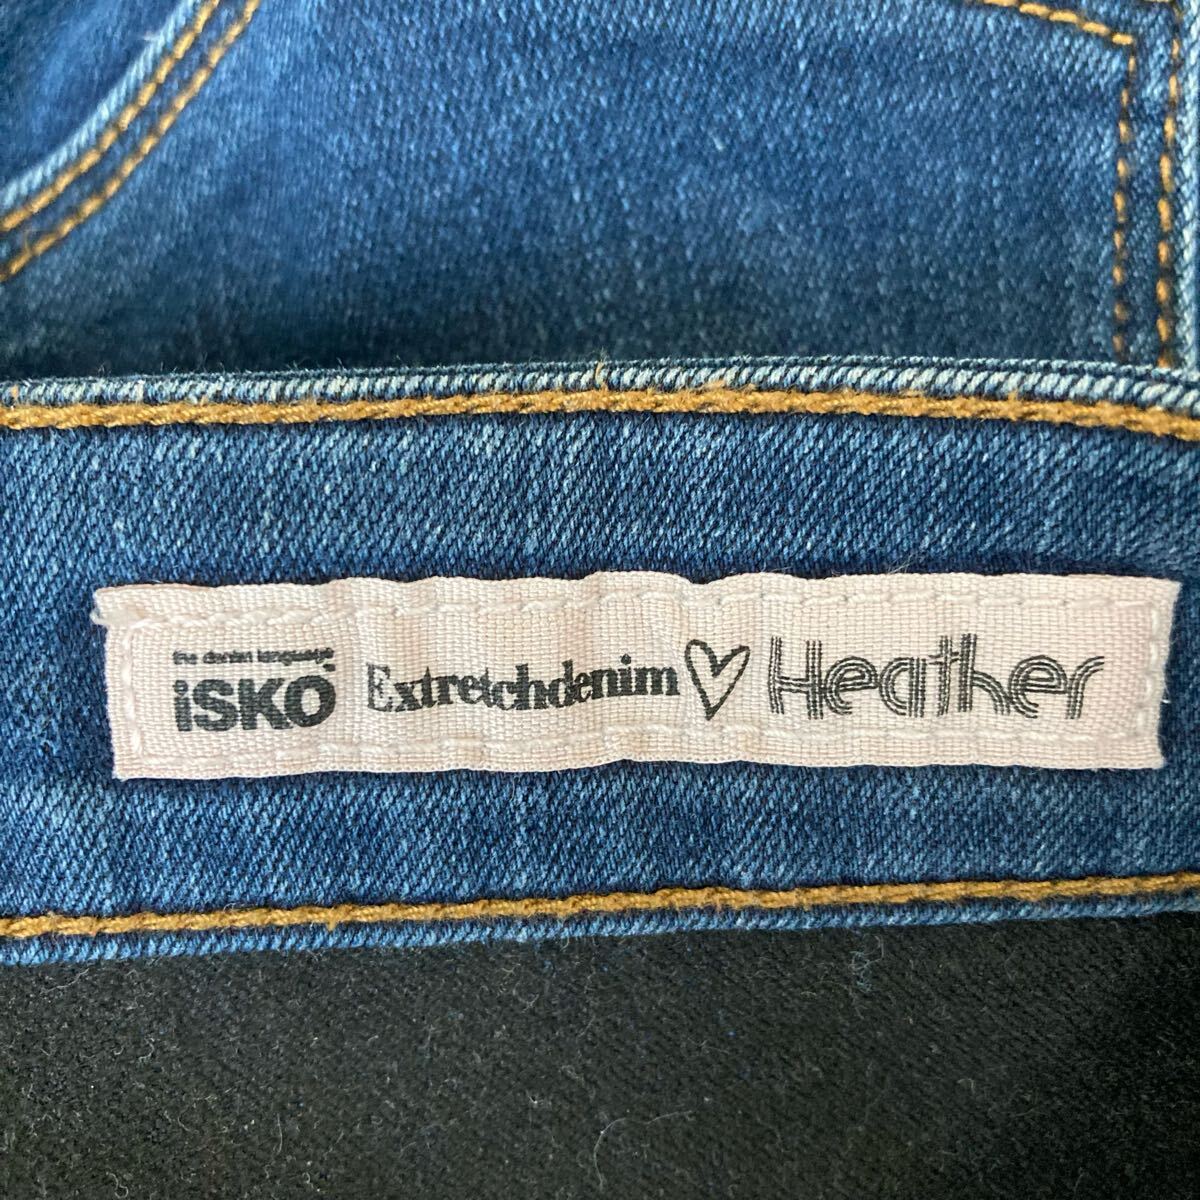 the denim language
iSKO Extretchdenim Heather